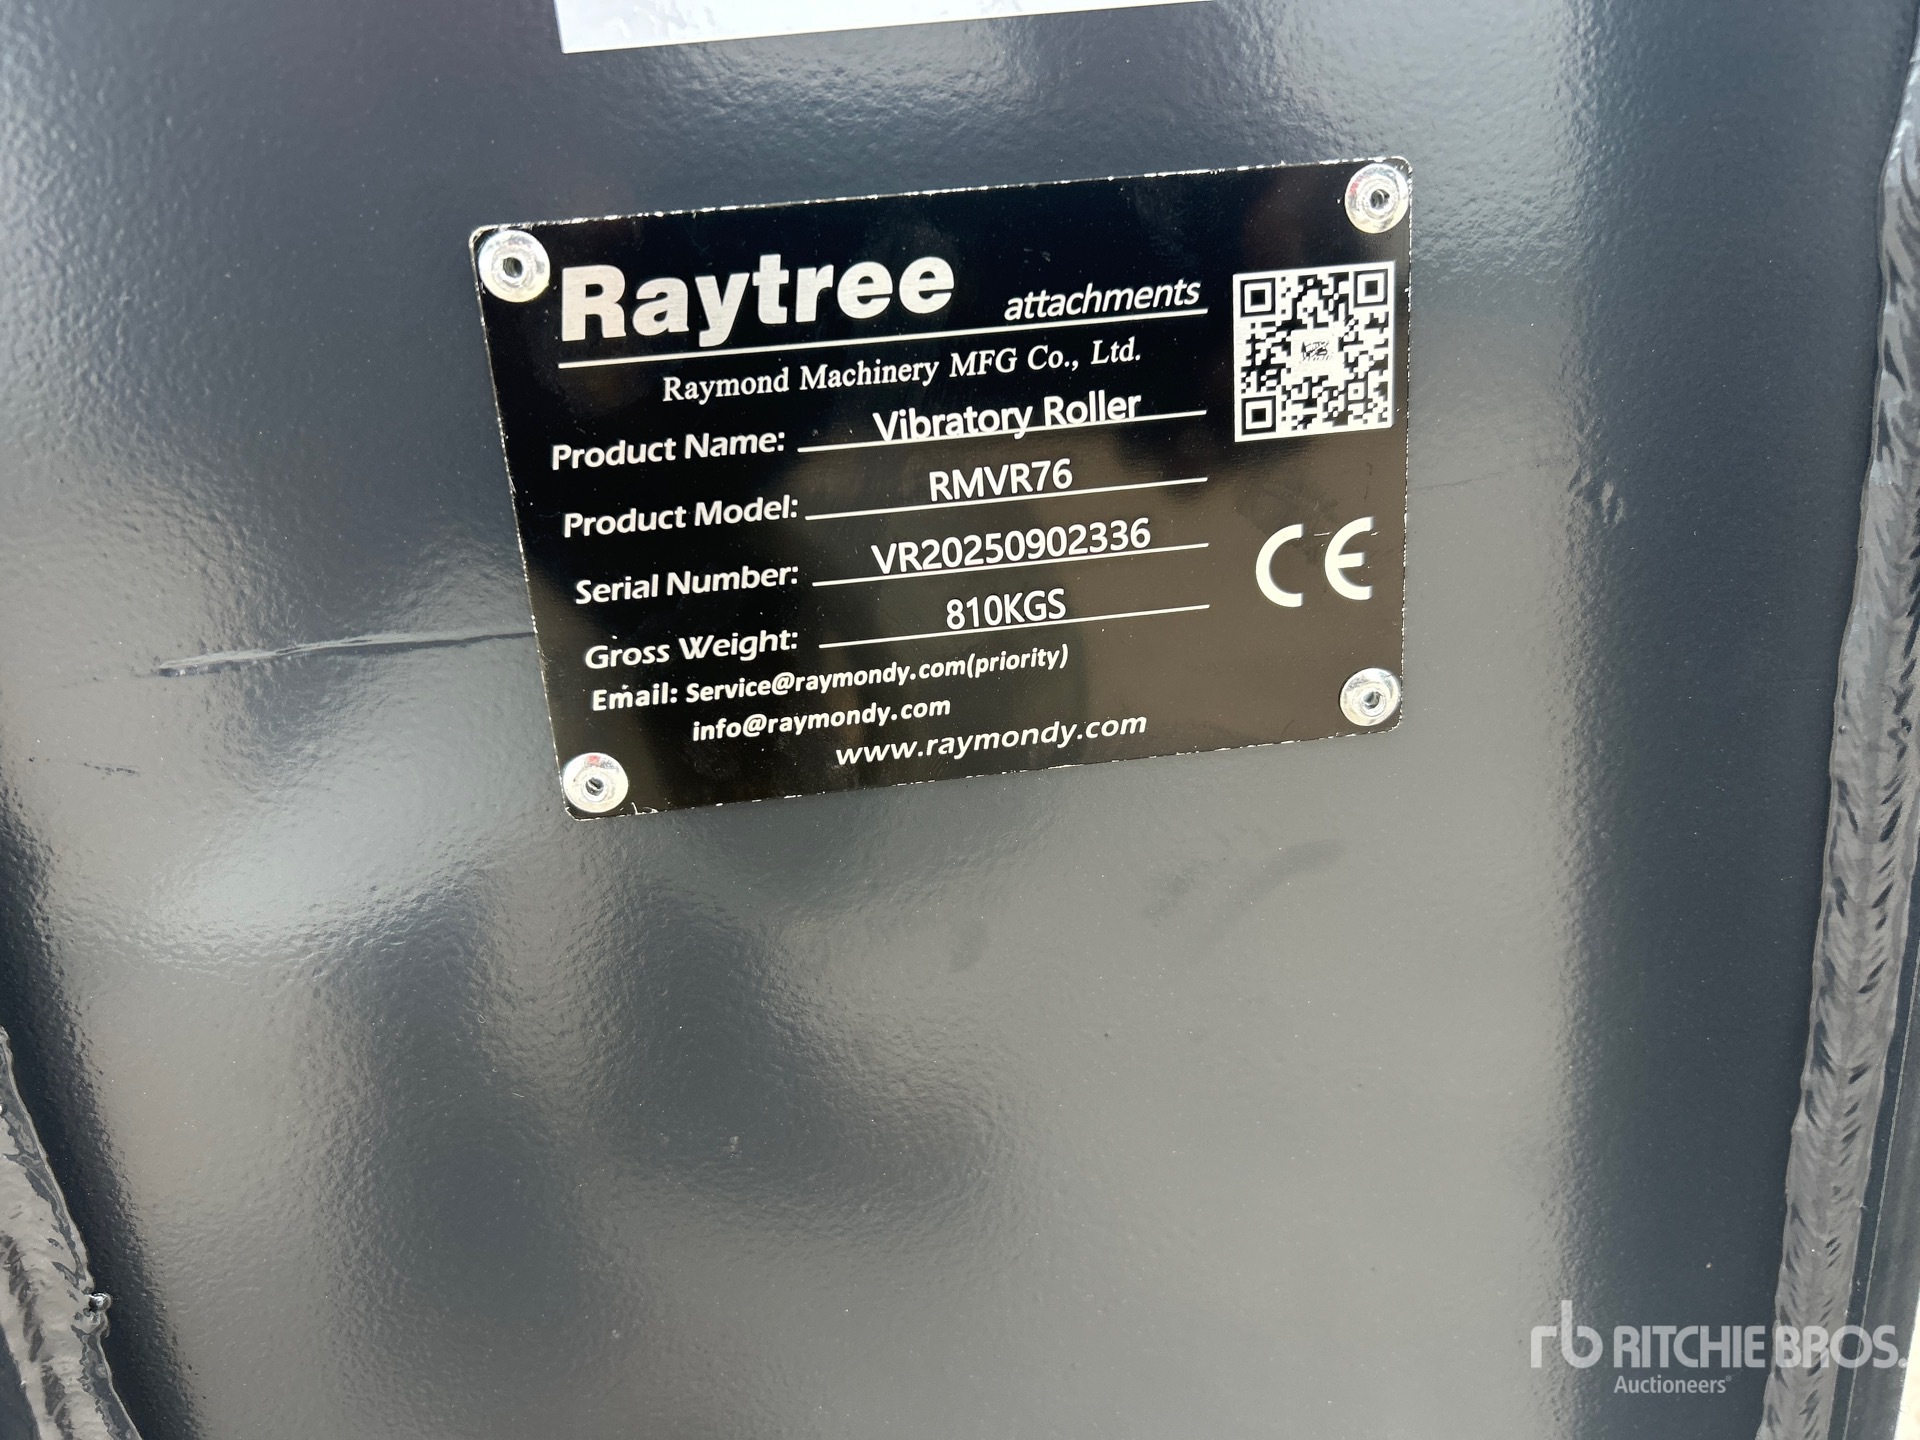 Raytree attachments
Raymond Machinery MFG Co., Ltd.
Product Name: Vibratory Roller
Product Model: RMVR76
Serial Number: VR20250902336
Gross Weight: 810KGS
Email: Service@raymondy.com(priority)
info@raymondy.com
www.raymondy.com
CE
rb RITCHIE BROS.
Auctioneers®